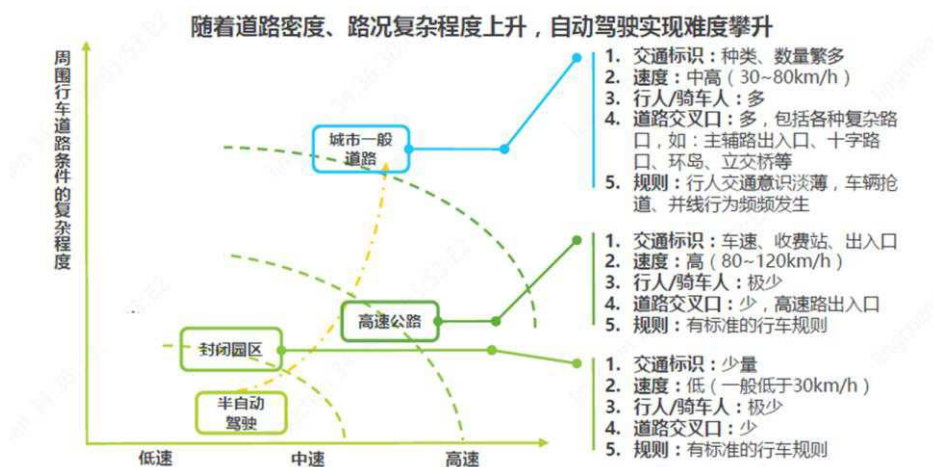 随着道路密度、路况复杂程度上升，自动驾驶实现难度攀升
周围行车道路条件的复杂程度
城市一般
道路
高速公路
封闭园区
半自动
驾驶
低速
中速
高速
1. 交通标识：种类、数量繁多
2. 速度：中高（30~80km/h）
3. 行人/骑车人：多
4. 道路交叉口：多，包括各种复杂路
口，如：主辅路出入口、十字路
口、环岛、立交桥等
5. 规则：行人交通意识淡薄，车辆抢
道、并线行为频频发生
1. 交通标识：车速、收费站、出入口
2. 速度：高（80~120km/h）
3. 行人/骑车人：极少
4. 道路交叉口：少，高速路出入口
5. 规则：有标准的行车规则
1. 交通标识：少量
2. 速度：低（一般低于30km/h）
3. 行人/骑车人：极少
4. 道路交叉口：少
5. 规则：有标准的行车规则